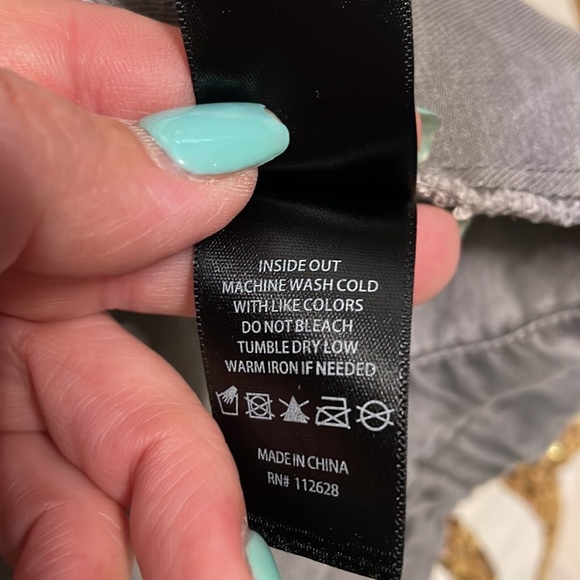 INSIDE OUT
MACHINE WASH COLD
WITH LIKE COLORS
DO NOT BLEACH
TUMBLE DRY LOW
WARM IRON IF NEEDED
MADE IN CHINA
RN# 112628